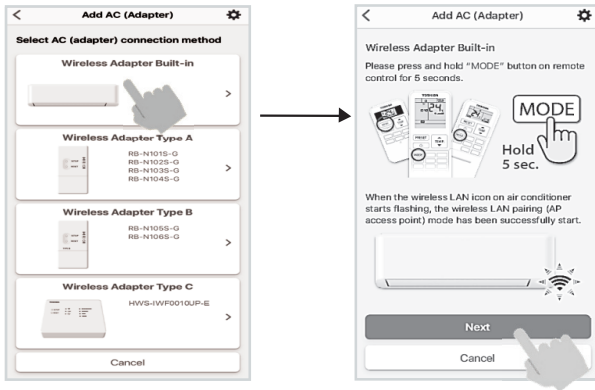 Add AC (Adapter)
Select AC (adapter) connection method
Wireless Adapter Built-in
Wireless Adapter Type A
RB-N101S-G
RB-N102S-G
RB-N103S-G
RB-N104S-G
Wireless Adapter Type B
RB-N105S-G
RB-N106S-G
Wireless Adapter Type C
HWS-IWF0010UP-E
Cancel
Add AC (Adapter)
Wireless Adapter Built-in
Please press and hold “MODE” button on remote
control for 5 seconds.
MODE
Hold
5 sec.
When the wireless LAN icon on air conditioner
starts flashing, the wireless LAN pairing (AP
access point) mode has been successfully start.
Next
Cancel